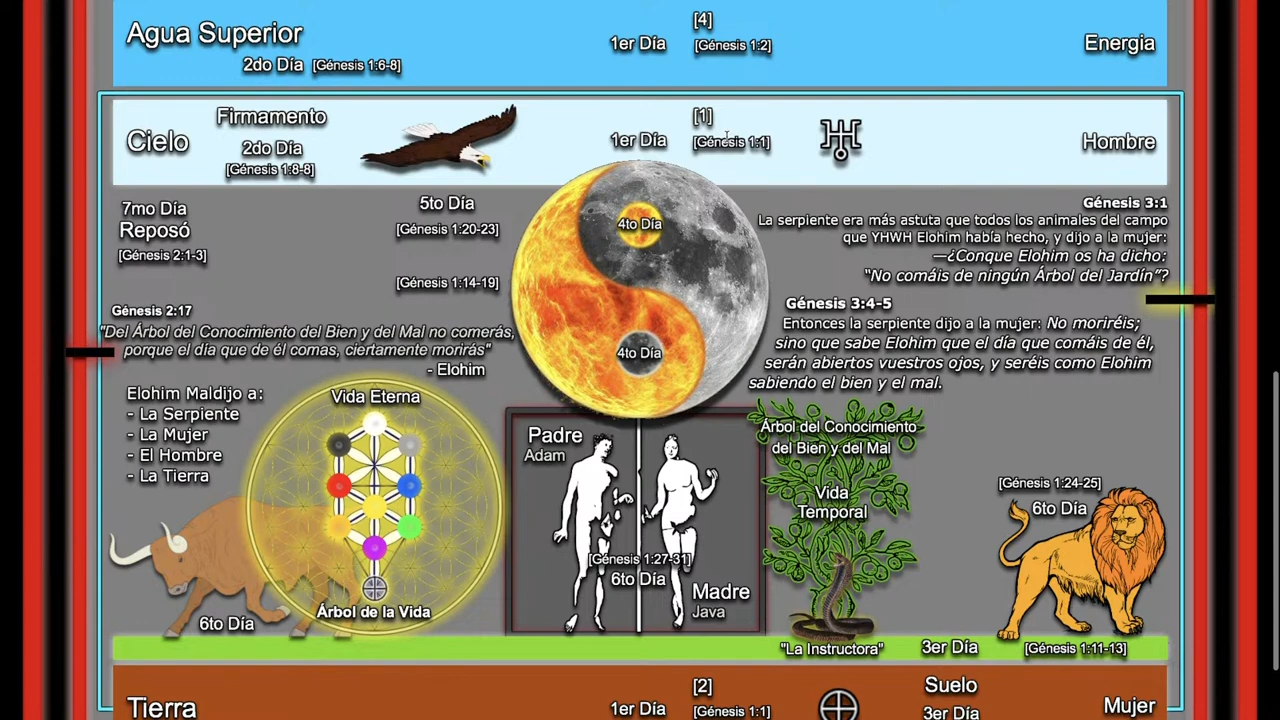 Agua Superior
2do Día [Génesis 1:6-8]
1er Día
[4]
[Génesis 1:2]
Energia
Cielo
Firmamento
2do Día
[Génesis 1:8-8]
1er Día
[1]
[Génesis 1:1]
Hombre
7mo Día
Reposó
[Génesis 2:1-3]
5to Día
[Génesis 1:20-23]
[Génesis 1:14-19]
4to Día
4to Día
Génesis 3:1
La serpiente era más astuta que todos los animales del campo
que YHWH Elohim había hecho, y dijo a la mujer:
—¿Conque Elohim os ha dicho:
"No comáis de ningún Árbol del Jardín"?
Génesis 3:4-5
Entonces la serpiente dijo a la mujer: No moriréis;
sino que sabe Elohim que el día que comáis de él,
serán abiertos vuestros ojos, y seréis como Elohim
sabiendo el bien y el mal.
Génesis 2:17
"Del Árbol del Conocimiento del Bien y del Mal no comerás,
porque el día que de él comas, ciertamente morirás"
- Elohim
Elohim Maldijo a:
- La Serpiente
- La Mujer
- El Hombre
- La Tierra
6to Día
Vida Eterna
Árbol de la Vida
Padre
Adam
[Génesis 1:27-31]
6to Día
Madre
Java
Árbol del Conocimiento
del Bien y del Mal
Vida
Temporal
"La Instructora"
[Génesis 1:24-25]
6to Día
3er Día
[Génesis 1:11-13]
Tierra
1er Día
[2]
[Génesis 1:1]
Suelo
3er Día
Mujer